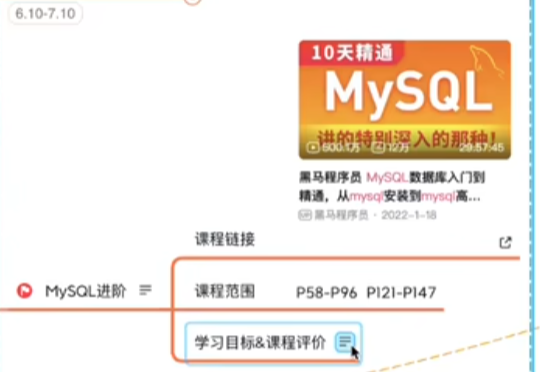 6.10-7.10
10天精通
MySQL
讲的特别深入的那种!
600.1万 12万 29:57:45
黑马程序员 MySQL数据库入门到
精通，从mysql安装到mysql高...
UP 黑马程序员 · 2022-1-18
课程链接
MySQL进阶
课程范围 P58-P96 P121-P147
学习目标&课程评价